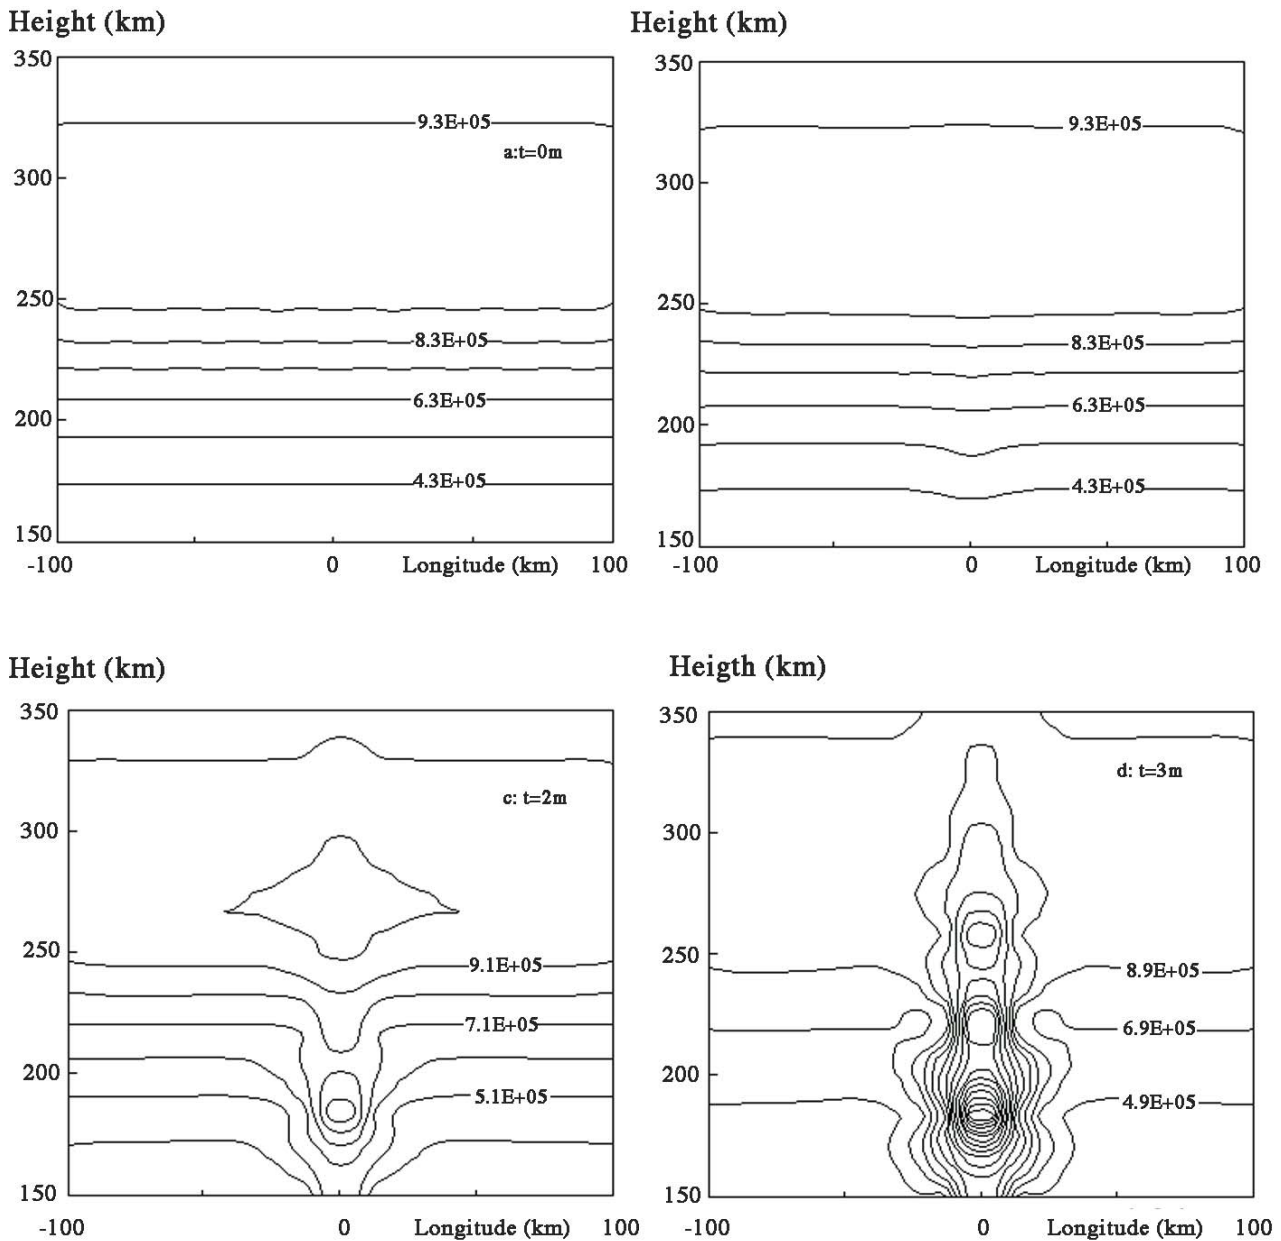 Height (km)
Height (km)
350
9.3E+05
a:t=0m
300
250
8.3E+05
6.3E+05
200
4.3E+05
150
-100
0
Longitude (km)
100
350
9.3E+05
300
250
8.3E+05
6.3E+05
200
4.3E+05
150
-100
0
Longitude (km)
100
Height (km)
Heigth (km)
350
c: t=2m
300
250
9.1E+05
7.1E+05
200
5.1E+05
150
-100
0
Longitude (km)
100
350
d: t=3m
300
250
8.9E+05
6.9E+05
200
4.9E+05
150
-100
0
Longitude (km)
100